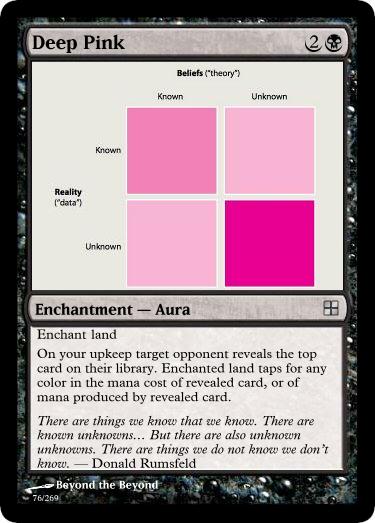 Deep Pink 2
Beliefs ("theory")
Known Unknown
Known
Reality
("data")
Unknown
Enchantment — Aura
Enchant land
On your upkeep target opponent reveals the top
card on their library. Enchanted land taps for any
color in the mana cost of revealed card, or of
mana produced by revealed card.
There are things we know that we know. There are
known unknowns... But there are also unknown
unknowns. There are things we do not know we don't
know. — Donald Rumsfeld
Beyond the Beyond
76/269